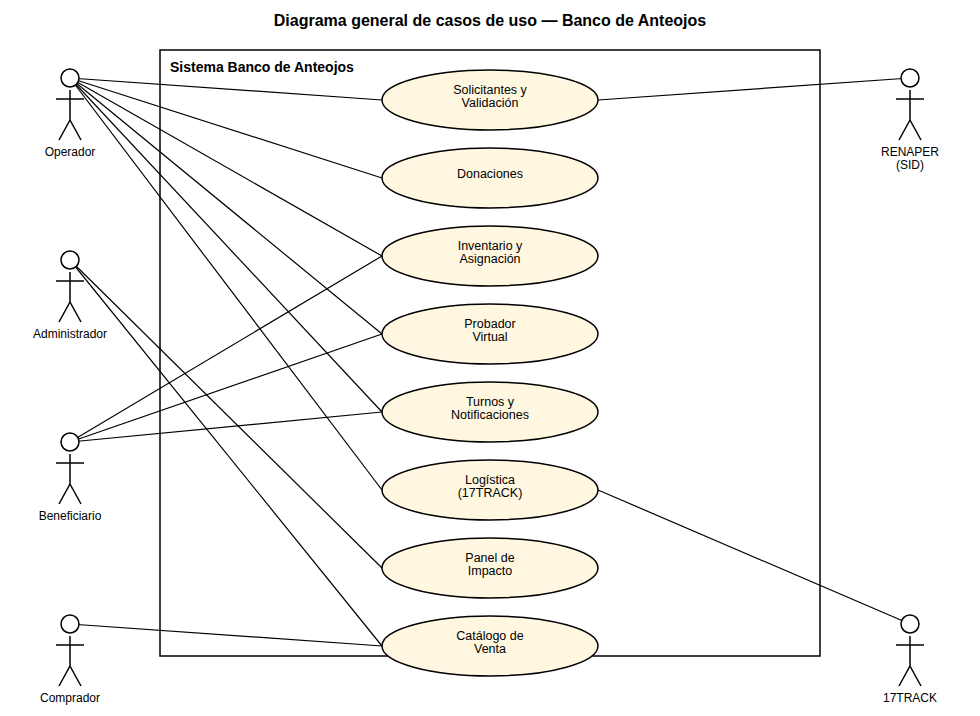 Diagrama general de casos de uso — Banco de Anteojos
Sistema Banco de Anteojos
Solicitantes y
Validación
Operador
RENAPER
(SID)
Donaciones
Inventario y
Asignación
Administrador
Probador
Virtual
Turnos y
Notificaciones
Beneficiario
Logística
(17TRACK)
Panel de
Impacto
Catálogo de
Venta
Comprador
17TRACK